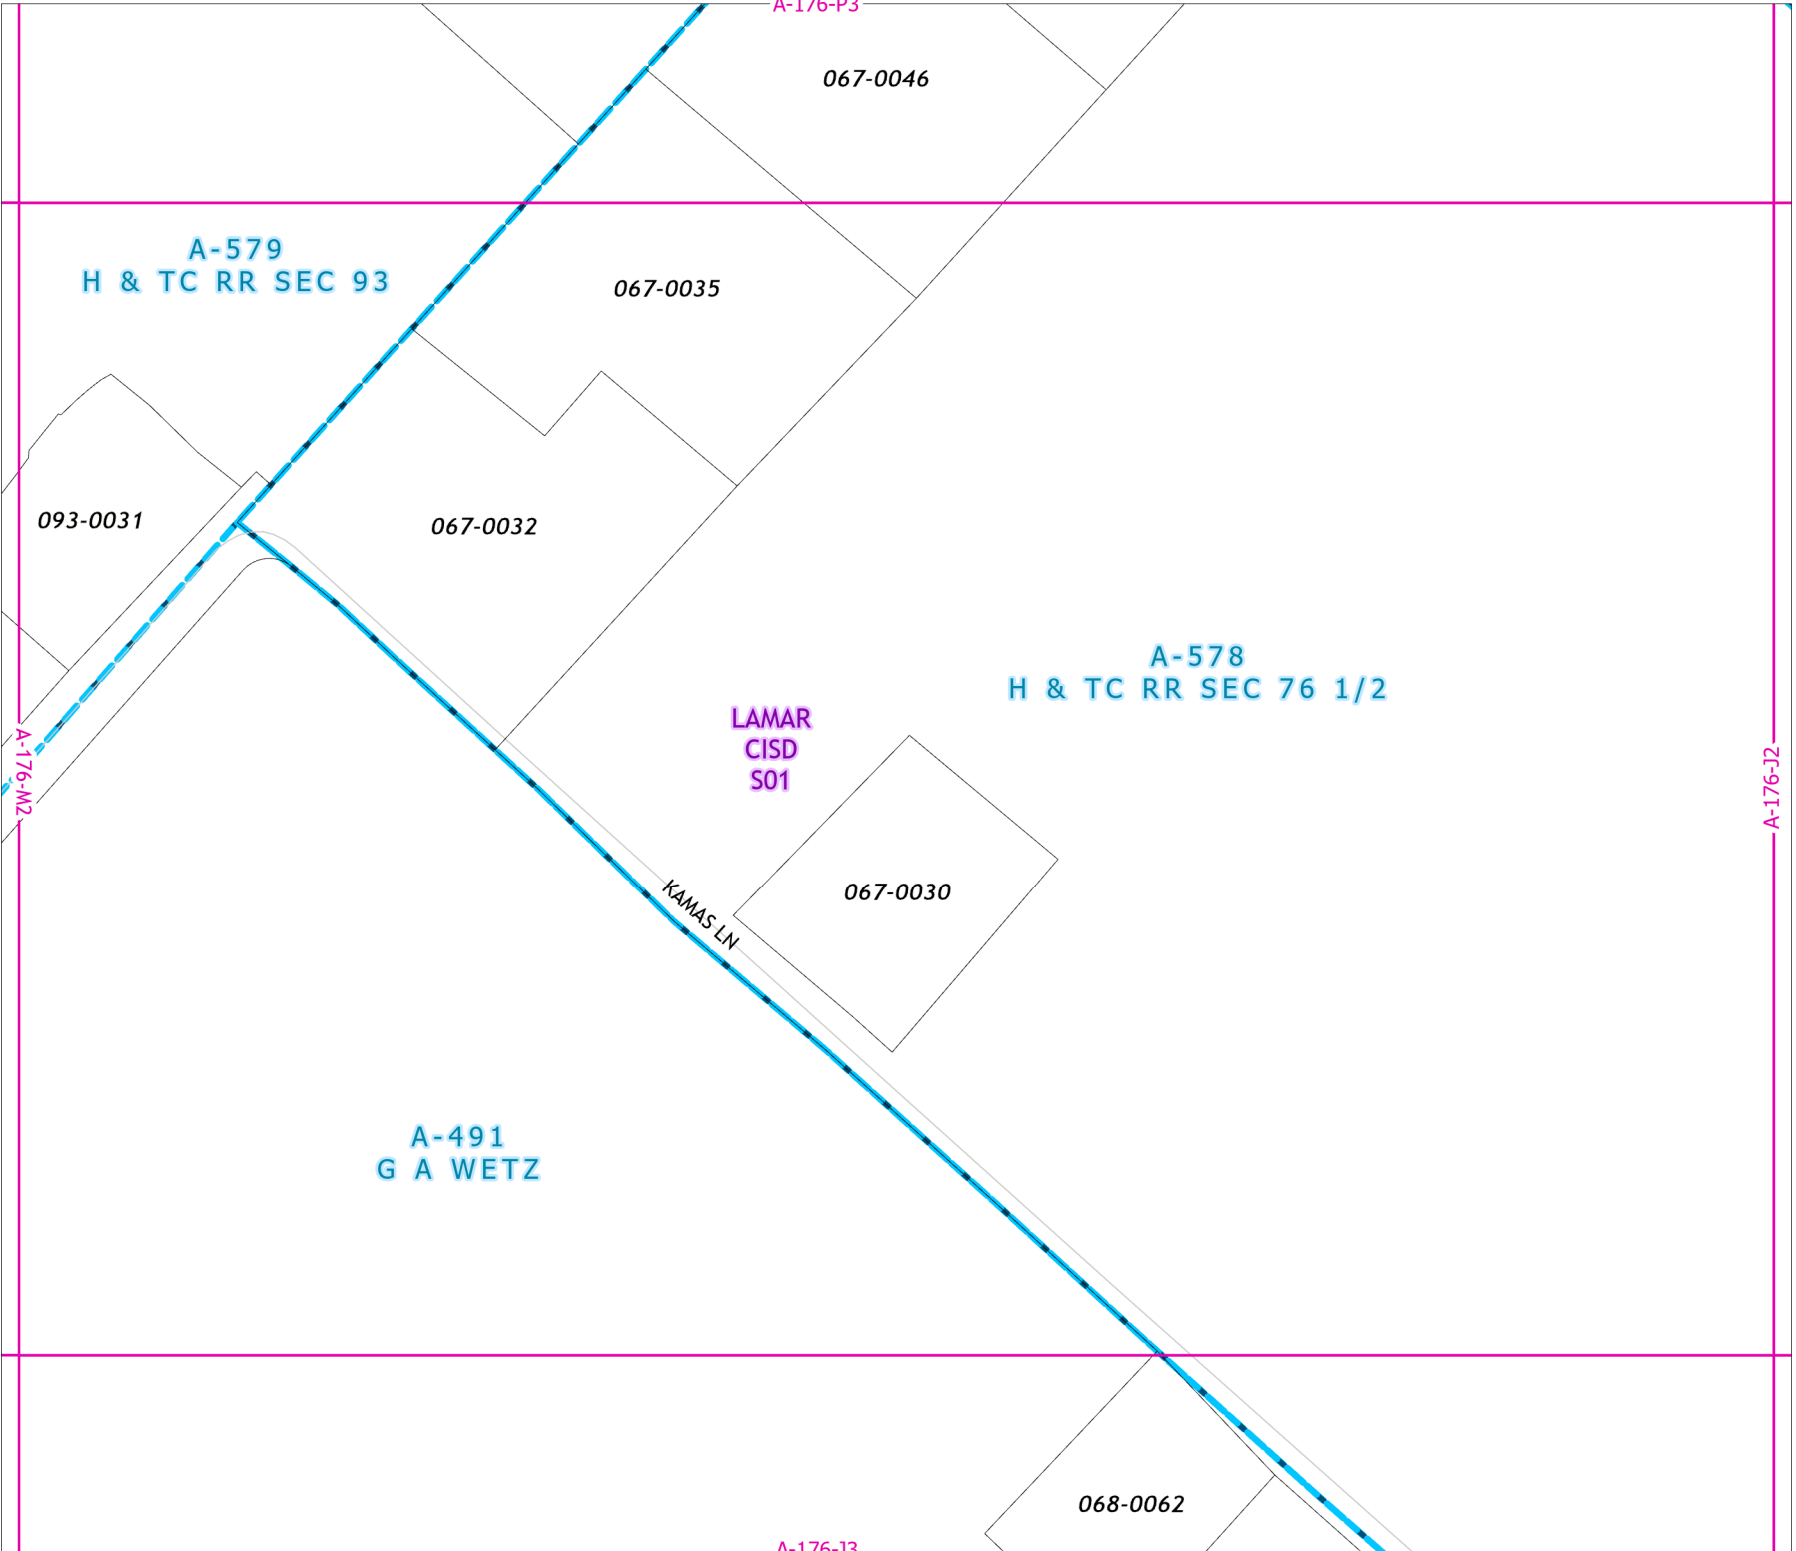 A-176-P3
067-0046
A-579
H & TC RR SEC 93
067-0035
093-0031
067-0032
A-578
H & TC RR SEC 76 1/2
LAMAR
CISD
S01
A-176-M2
A-176-J2
067-0030
KAMAS LN
A-491
G A WETZ
068-0062
A-176-J3